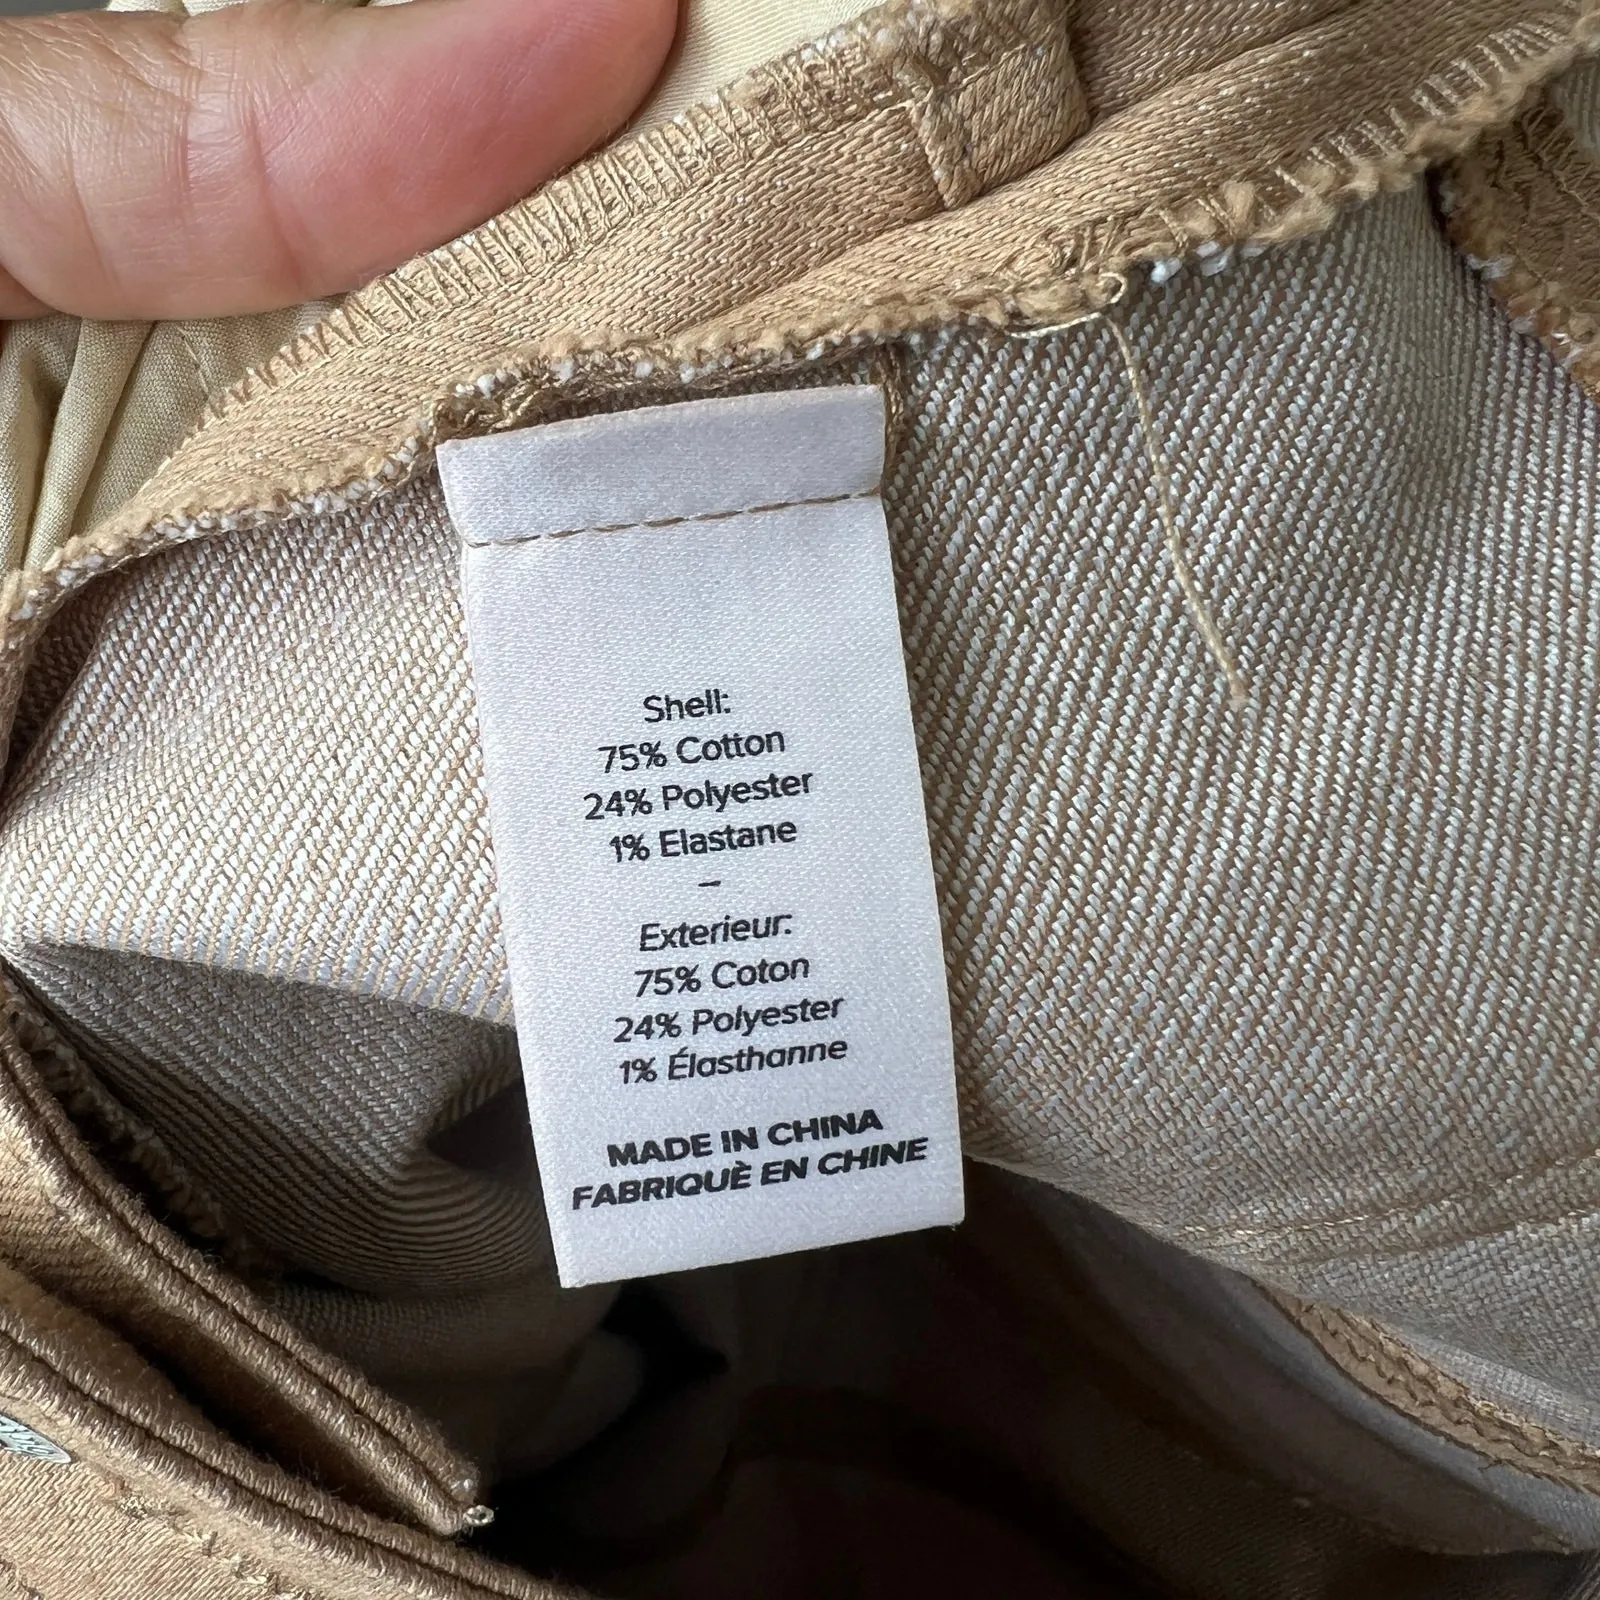 Shell:
75% Cotton
24% Polyester
1% Elastane
–
Exterieur:
75% Coton
24% Polyester
1% Élasthanne
MADE IN CHINA
FABRIQUÈ EN CHINE